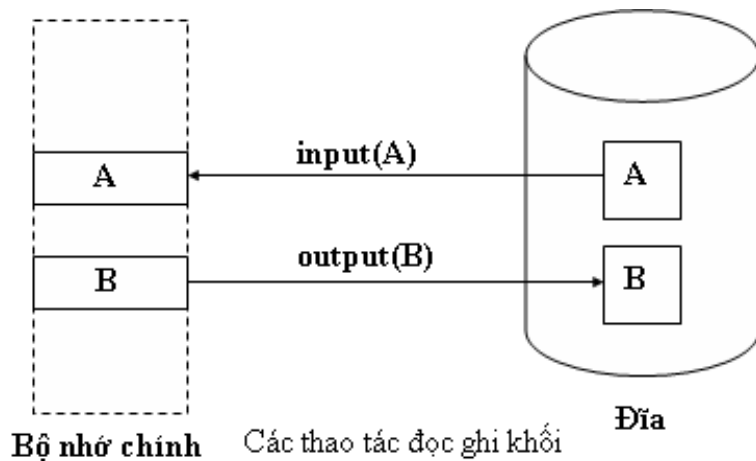 input(A)
A
A
output(B)
B
B
Bộ nhớ chính
Các thao tác đọc ghi khối
Đĩa